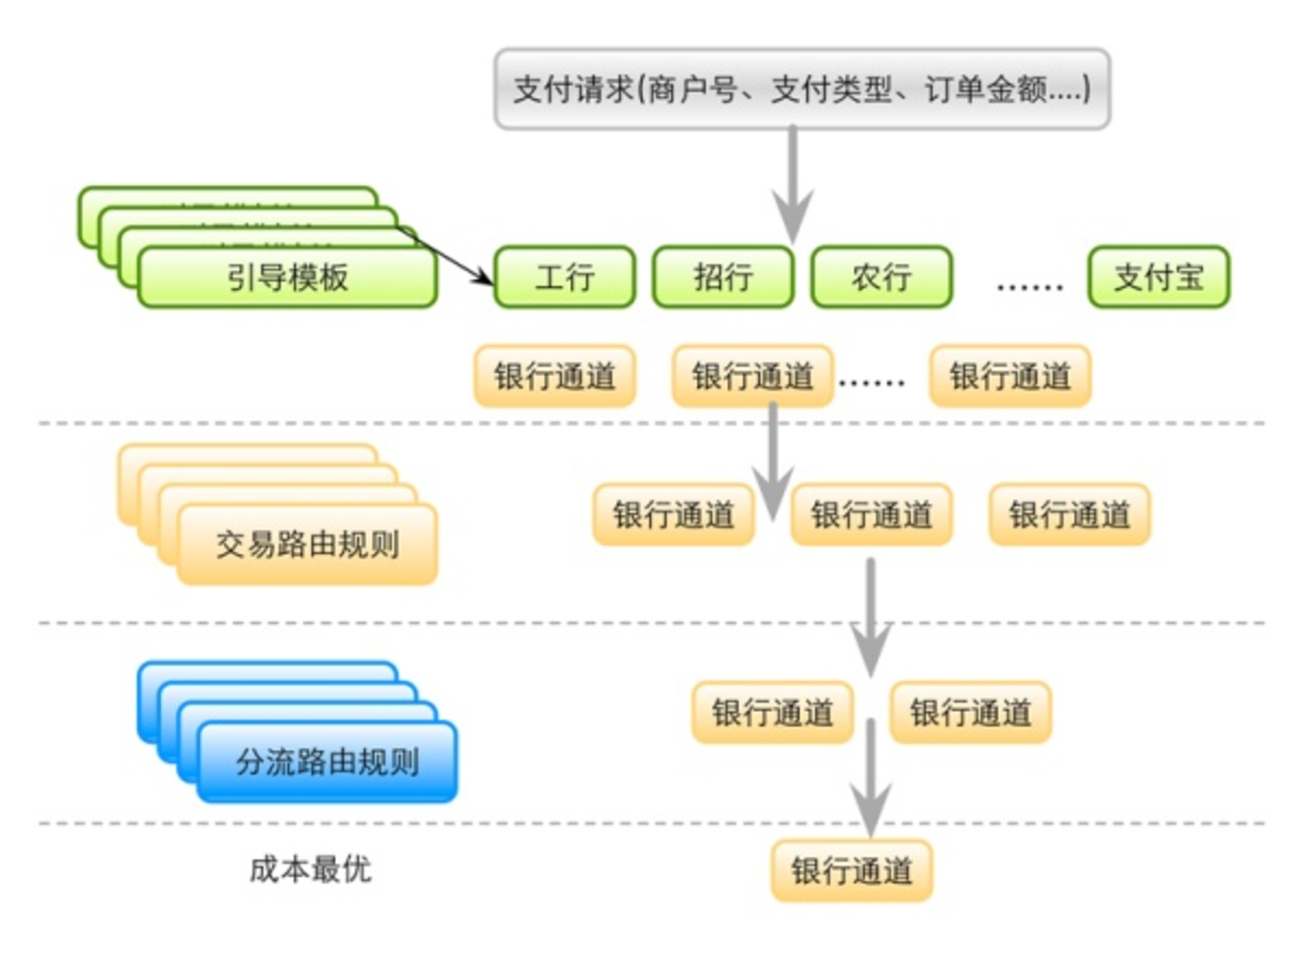 支付请求(商户号、支付类型、订单金额....)
引导模板
工行
招行
农行
......
支付宝
银行通道
银行通道
......
银行通道
交易路由规则
银行通道
银行通道
银行通道
分流路由规则
银行通道
银行通道
成本最优
银行通道